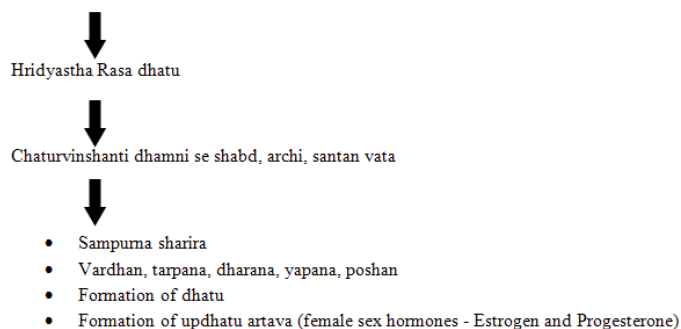 Hridyastha Rasa dhatu
Chaturvinshanti dhamni se shabd, archi, santan vata
• Sampurna sharira
• Vardhan, tarpana, dharana, yapana, poshan
• Formation of dhatu
• Formation of updhatu artava (female sex hormones - Estrogen and Progesterone)